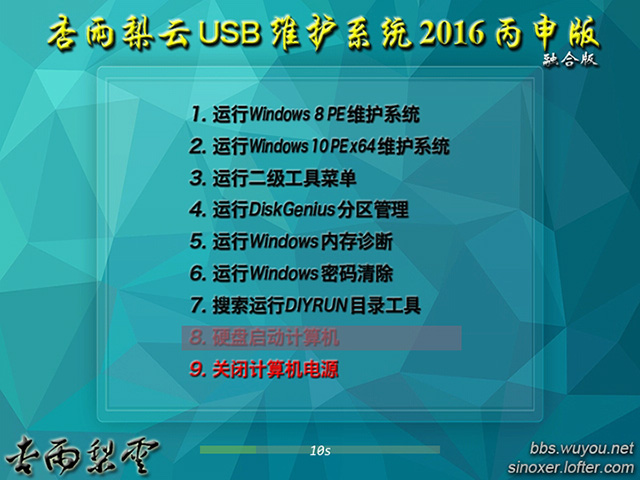 杏雨梨云USB维护系统2016丙申版
融合版
1. 运行Windows 8 PE维护系统
2. 运行Windows 10 PE x64维护系统
3. 运行二级工具菜单
4. 运行DiskGenius分区管理
5. 运行Windows内存诊断
6. 运行Windows密码清除
7. 搜索运行DIYRUN目录工具
8. 硬盘启动计算机
9. 关闭计算机电源
杏雨梨雲
10s
bbs.wuyou.net
sinoxer.lofter.com